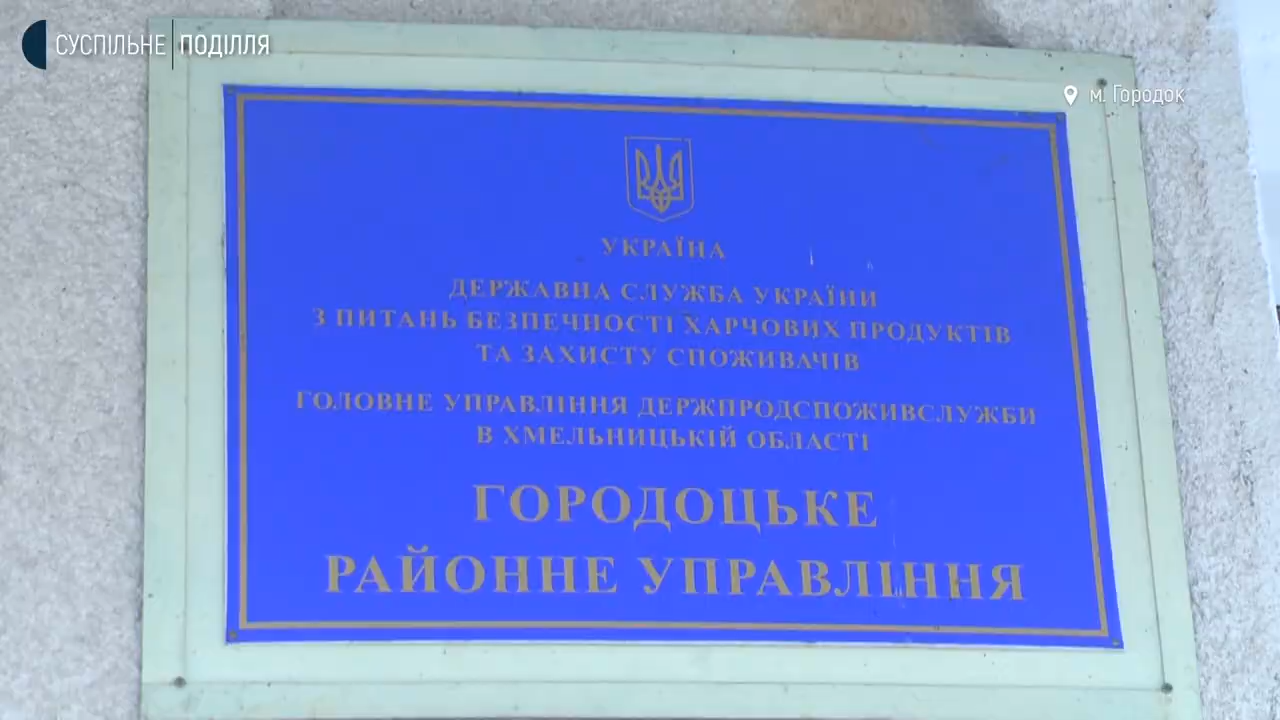 СУСПІЛЬНЕ ПОДІЛЛЯ
м. Городок
УКРАЇНА
ДЕРЖАВНА СЛУЖБА УКРАЇНИ
З ПИТАНЬ БЕЗПЕЧНОСТІ ХАРЧОВИХ ПРОДУКТІВ
ТА ЗАХИСТУ СПОЖИВАЧІВ
ГОЛОВНЕ УПРАВЛІННЯ ДЕРЖПРОДСПОЖИВСЛУЖБИ
В ХМЕЛЬНИЦЬКІЙ ОБЛАСТІ
ГОРОДОЦЬКЕ
РАЙОННЕ УПРАВЛІННЯ